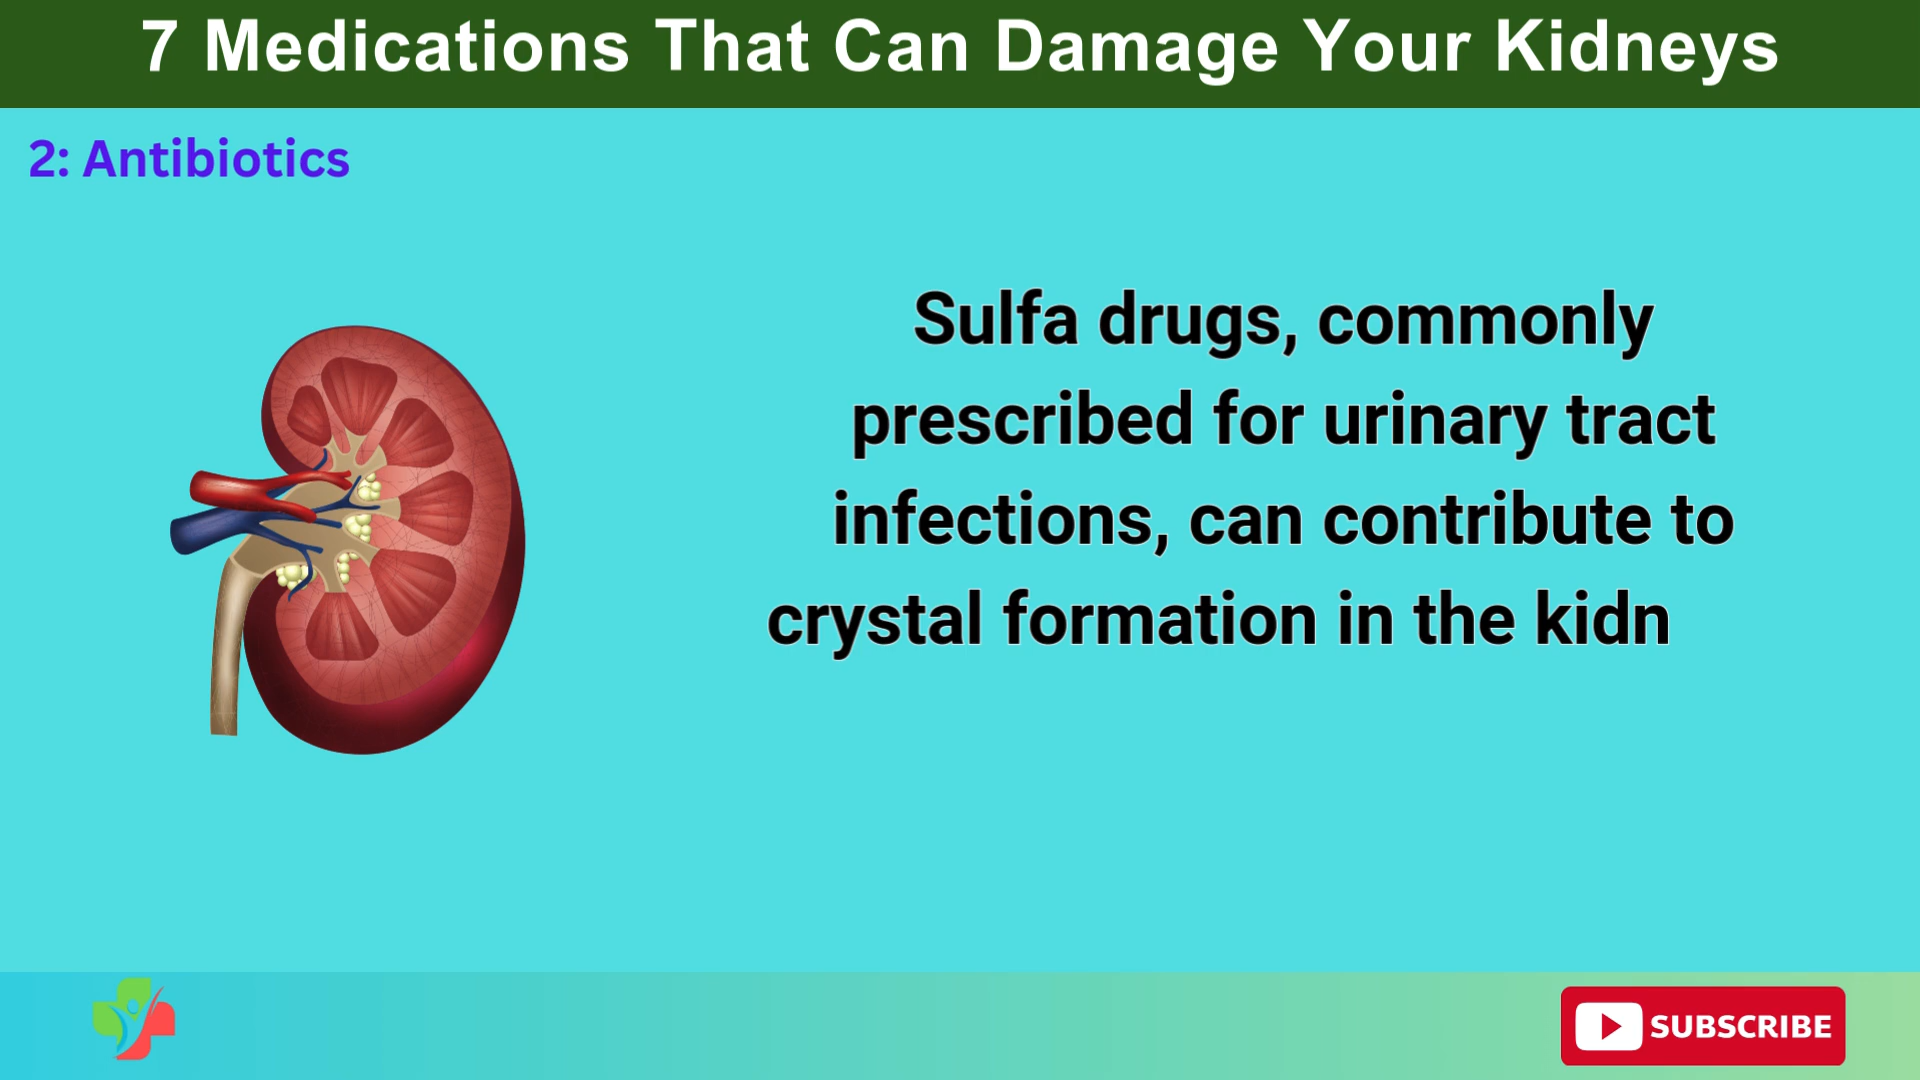 7 Medications That Can Damage Your Kidneys
2: Antibiotics
Sulfa drugs, commonly
prescribed for urinary tract
infections, can contribute to
crystal formation in the kidn
SUBSCRIBE